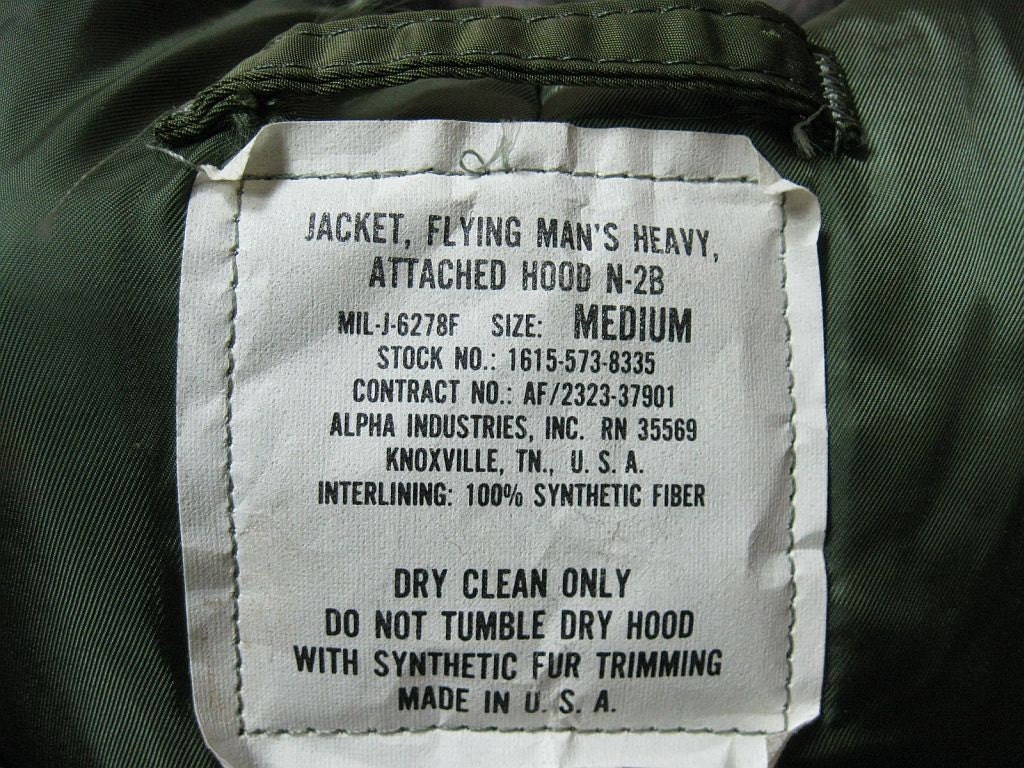 JACKET, FLYING MAN'S HEAVY,
ATTACHED HOOD N-2B
MIL-J-6278F SIZE: MEDIUM
STOCK NO.: 1615-573-8335
CONTRACT NO.: AF/2323-37901
ALPHA INDUSTRIES, INC. RN 35569
KNOXVILLE, TN., U. S. A.
INTERLINING: 100% SYNTHETIC FIBER
DRY CLEAN ONLY
DO NOT TUMBLE DRY HOOD
WITH SYNTHETIC FUR TRIMMING
MADE IN U. S. A.